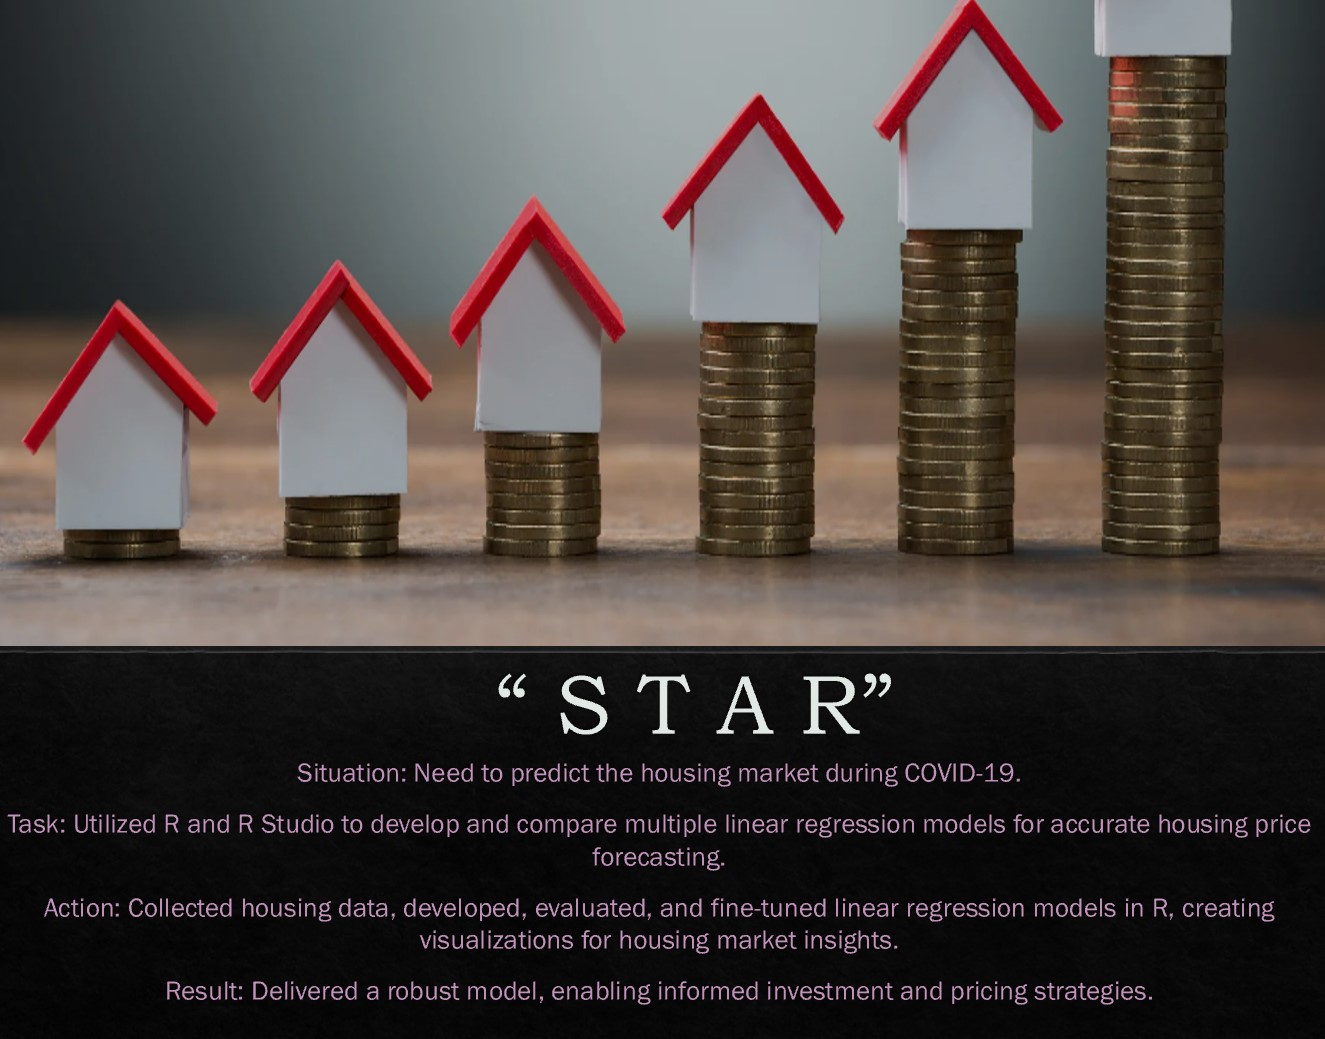 “ S T A R”
Situation: Need to predict the housing market during COVID-19.
Task: Utilized R and R Studio to develop and compare multiple linear regression models for accurate housing price
forecasting.
Action: Collected housing data, developed, evaluated, and fine-tuned linear regression models in R, creating
visualizations for housing market insights.
Result: Delivered a robust model, enabling informed investment and pricing strategies.